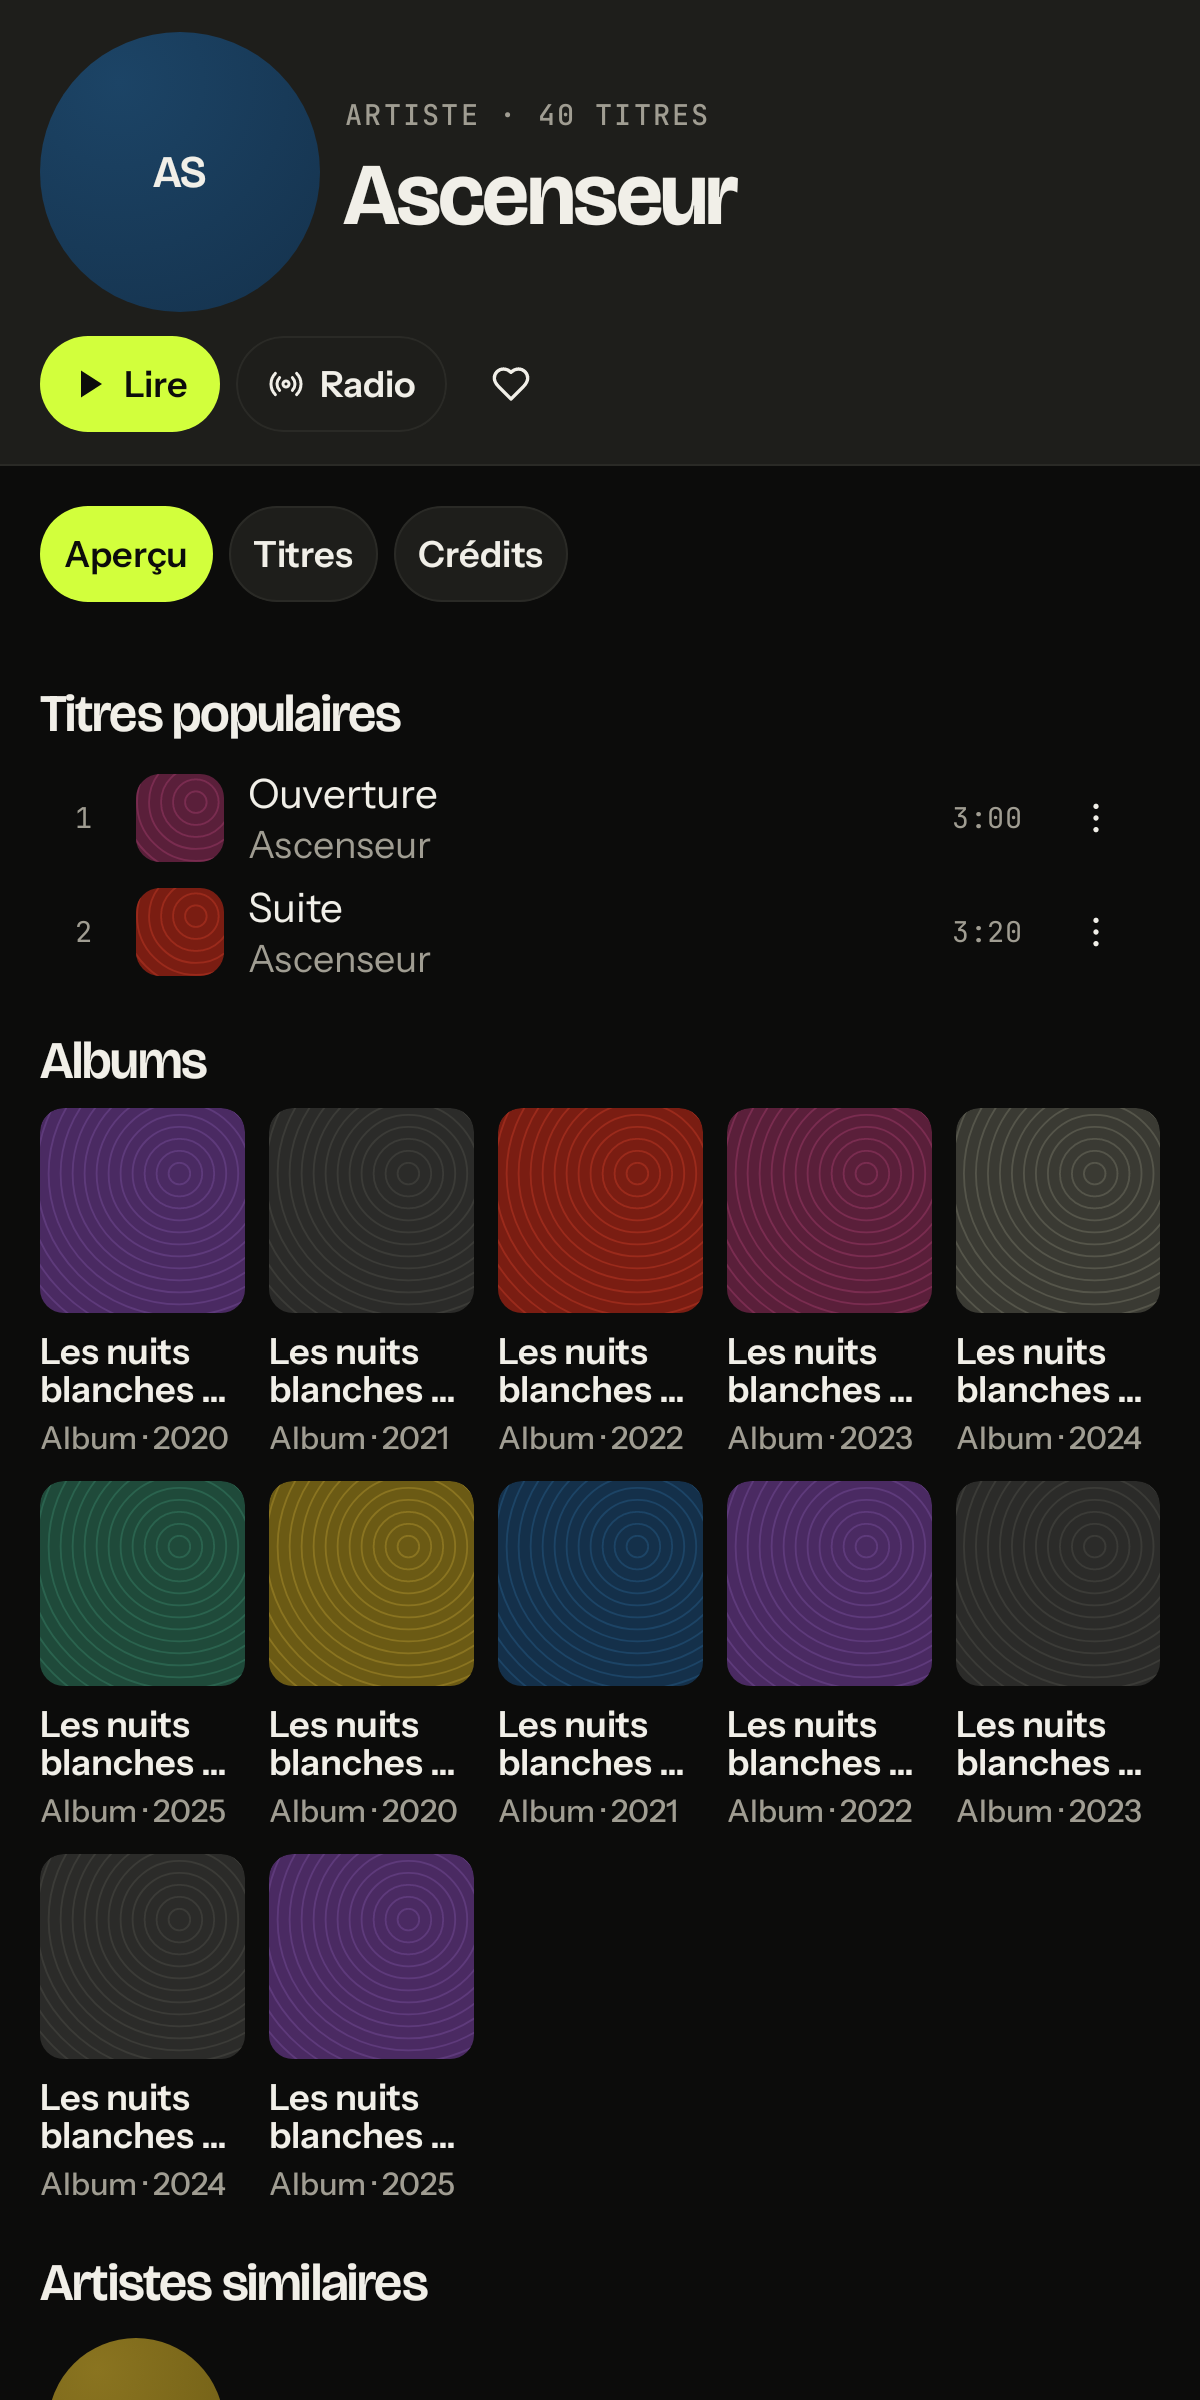 AS
ARTISTE · 40 TITRES
Ascenseur
Lire
Radio
Aperçu
Titres
Crédits
Titres populaires
1
Ouverture
Ascenseur
3:00
2
Suite
Ascenseur
3:20
Albums
Les nuits
blanches ...
Album · 2020
Les nuits
blanches ...
Album · 2021
Les nuits
blanches ...
Album · 2022
Les nuits
blanches ...
Album · 2023
Les nuits
blanches ...
Album · 2024
Les nuits
blanches ...
Album · 2025
Les nuits
blanches ...
Album · 2020
Les nuits
blanches ...
Album · 2021
Les nuits
blanches ...
Album · 2022
Les nuits
blanches ...
Album · 2023
Les nuits
blanches ...
Album · 2024
Les nuits
blanches ...
Album · 2025
Artistes similaires